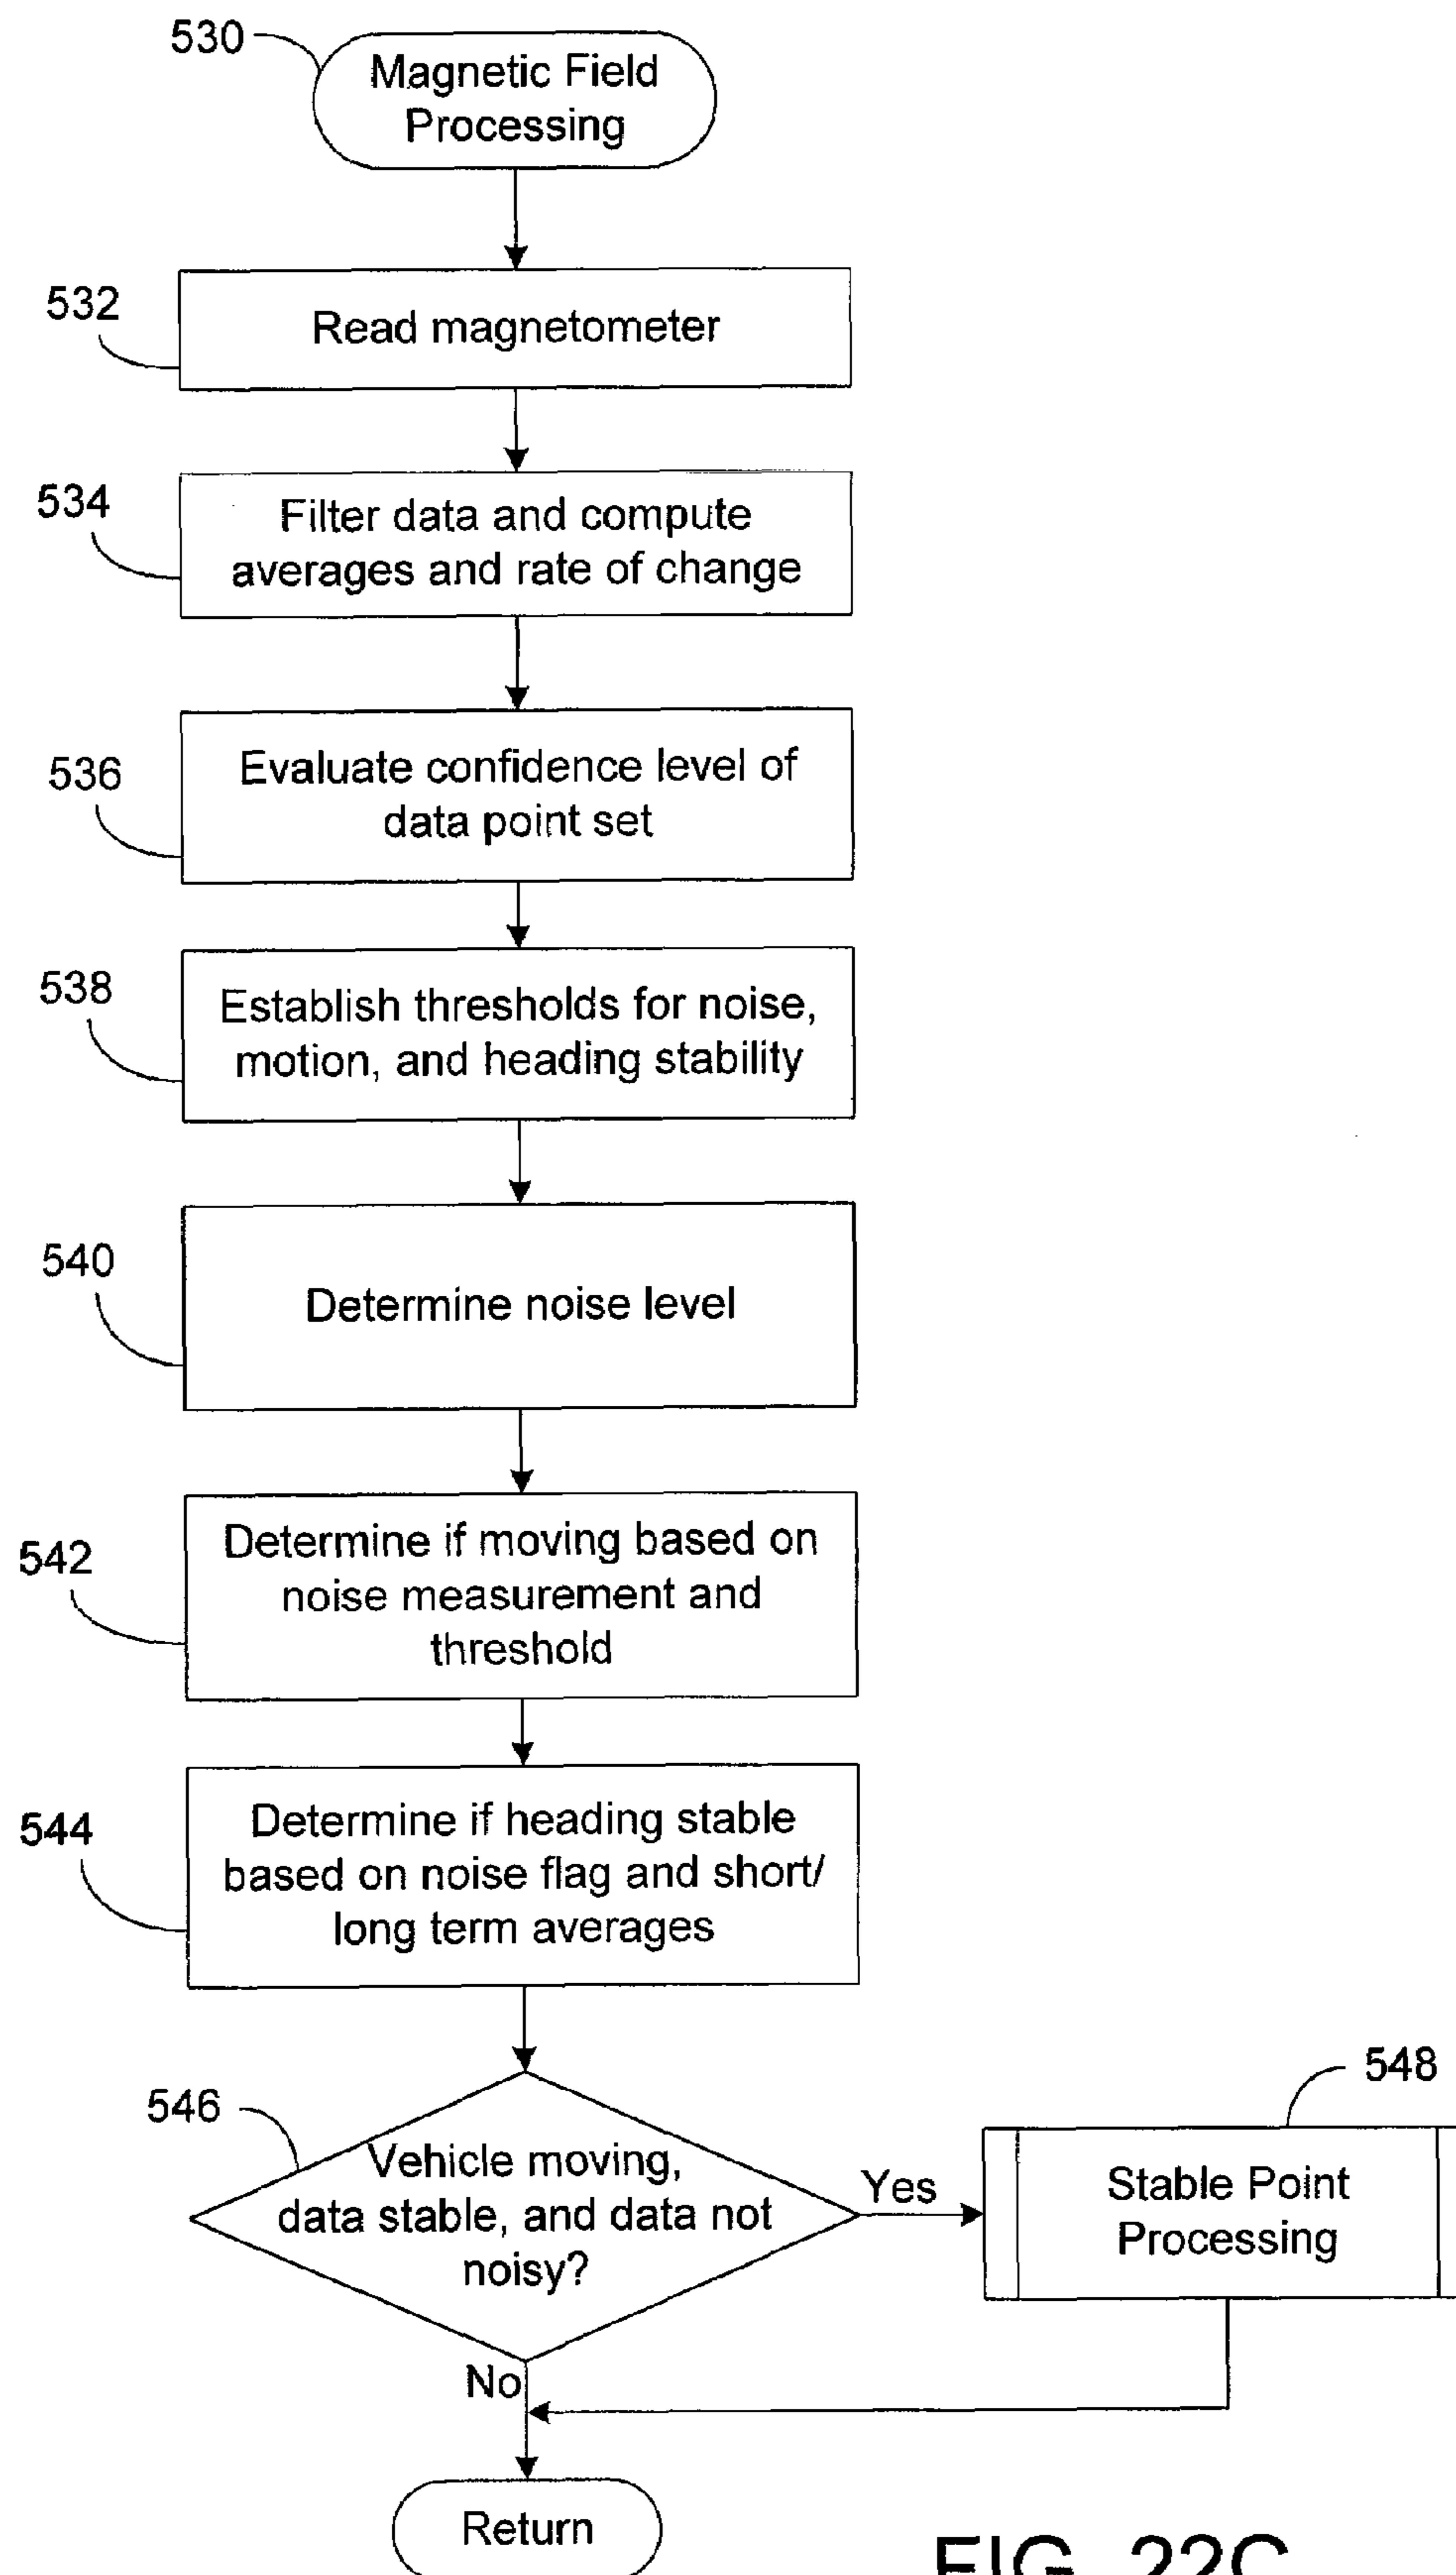 530
Magnetic Field
Processing
532
Read magnetometer
534
Filter data and compute
averages and rate of change
536
Evaluate confidence level of
data point set
538
Establish thresholds for noise,
motion, and heading stability
540
Determine noise level
542
Determine if moving based on
noise measurement and
threshold
544
Determine if heading stable
based on noise flag and short/
long term averages
546
Vehicle moving,
data stable, and data not
noisy?
Yes
548
Stable Point
Processing
No
Return
FIG. 22C